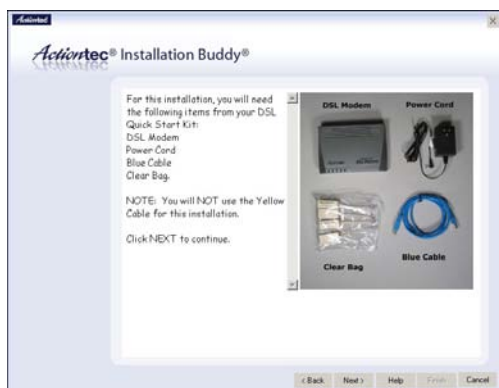 Actiontec
Actiontec® Installation Buddy®
For this installation, you will need
the following items from your DSL
Quick Start Kit:
DSL Modem
Power Cord
Blue Cable
Clear Bag.
NOTE: You will NOT use the Yellow
Cable for this installation.
Click NEXT to continue.
DSL Modem
Power Cord
Clear Bag
Blue Cable
< Back
Next >
Help
Finish
Cancel